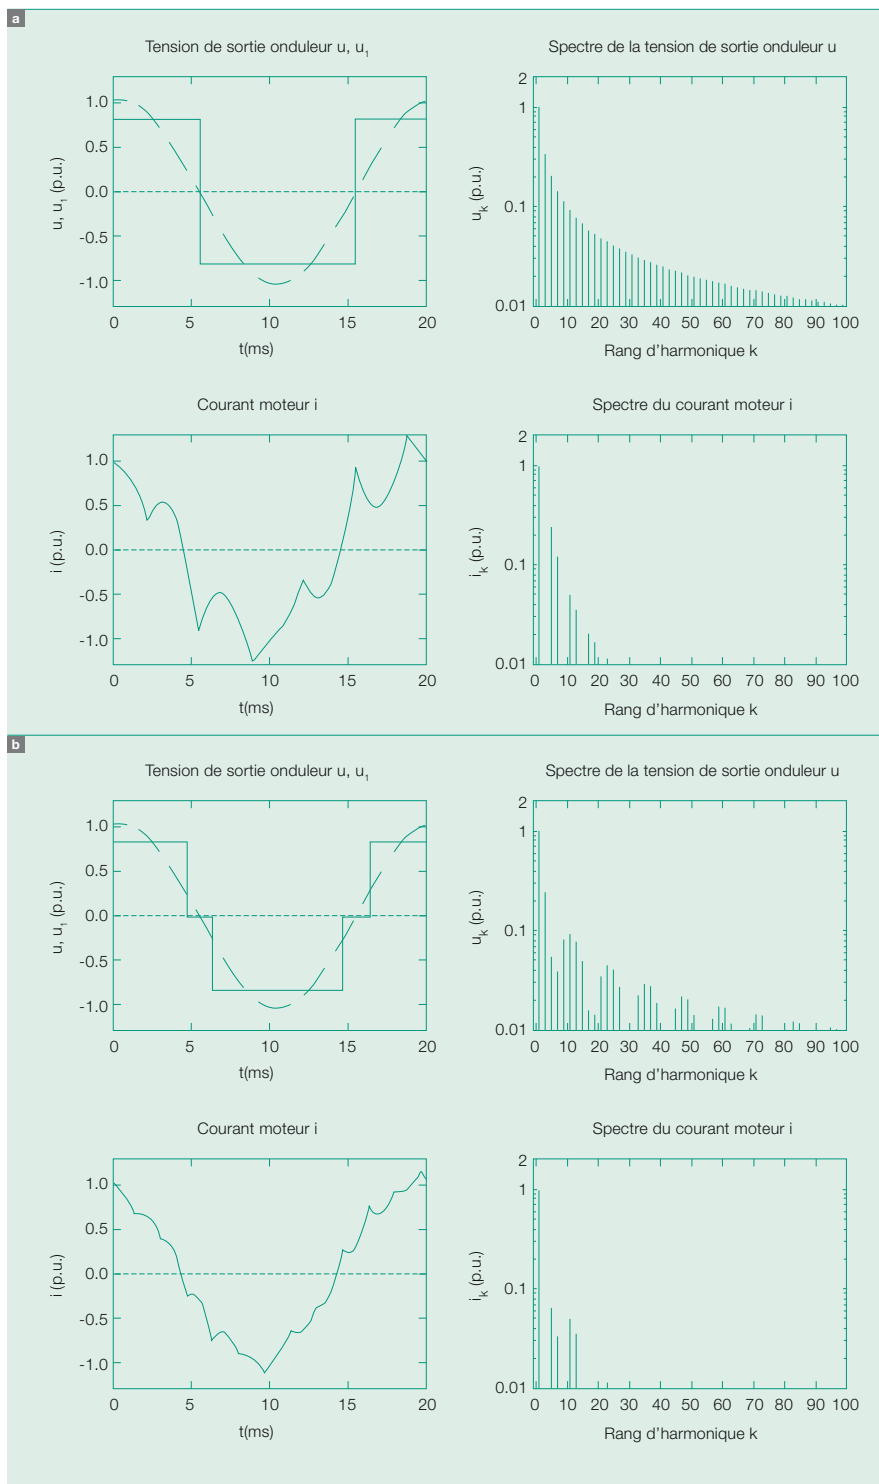 a
Tension de sortie onduleur u, u1
u, u1 (p.u.)
1.0
0.5
0.0
-0.5
-1.0
0 5 10 15 20
t(ms)
Spectre de la tension de sortie onduleur u
uk (p.u.)
2
1
0.1
0.01
0 10 20 30 40 50 60 70 80 90 100
Rang d'harmonique k
Courant moteur i
i (p.u.)
1.0
0.5
0.0
-0.5
-1.0
0 5 10 15 20
t(ms)
Spectre du courant moteur i
ik (p.u.)
2
1
0.1
0.01
0 10 20 30 40 50 60 70 80 90 100
Rang d'harmonique k
b
Tension de sortie onduleur u, u1
u, u1 (p.u.)
1.0
0.5
0.0
-0.5
-1.0
0 5 10 15 20
t(ms)
Spectre de la tension de sortie onduleur u
uk (p.u.)
2
1
0.1
0.01
0 10 20 30 40 50 60 70 80 90 100
Rang d'harmonique k
Courant moteur i
i (p.u.)
1.0
0.5
0.0
-0.5
-1.0
0 5 10 15 20
t(ms)
Spectre du courant moteur i
ik (p.u.)
2
1
0.1
0.01
0 10 20 30 40 50 60 70 80 90 100
Rang d'harmonique k